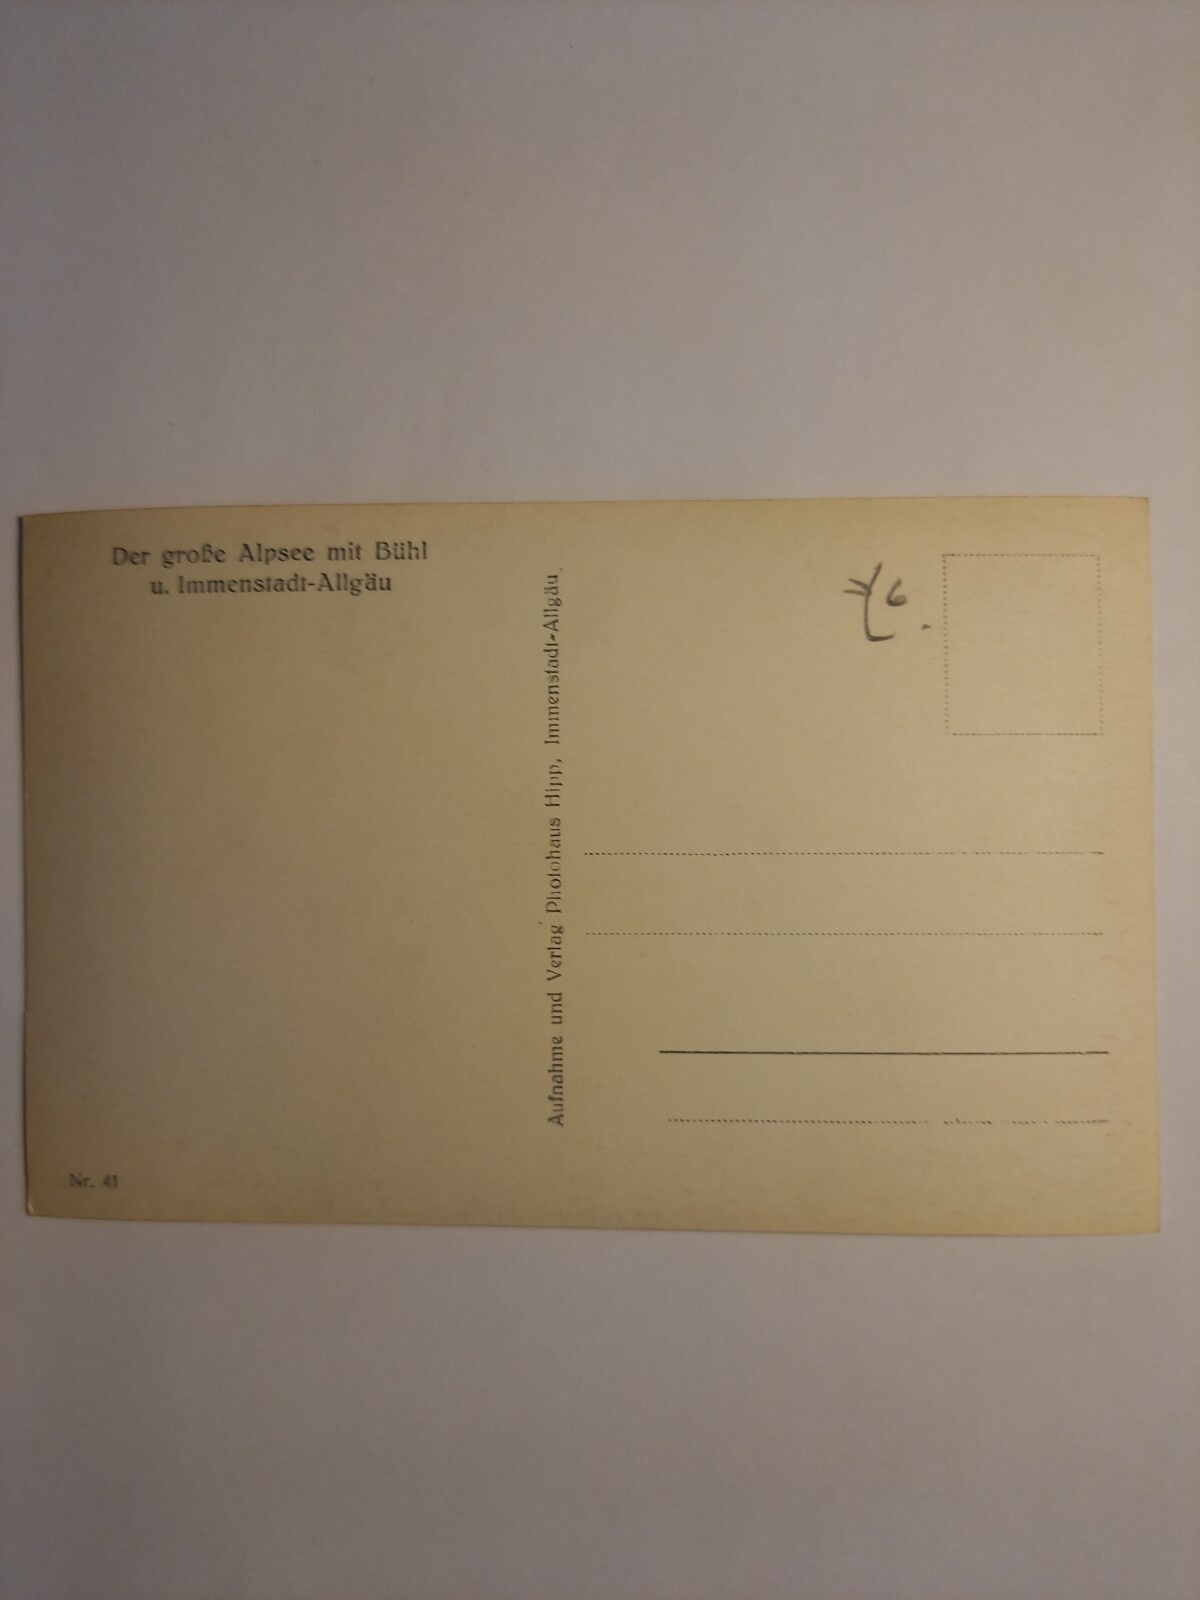 Der große Alpsee mit Bühl
u. Immenstadt-Allgäu
Aufnahme und Verlag Photohaus Hipp, Immenstadt-Allgäu.
Nr. 41